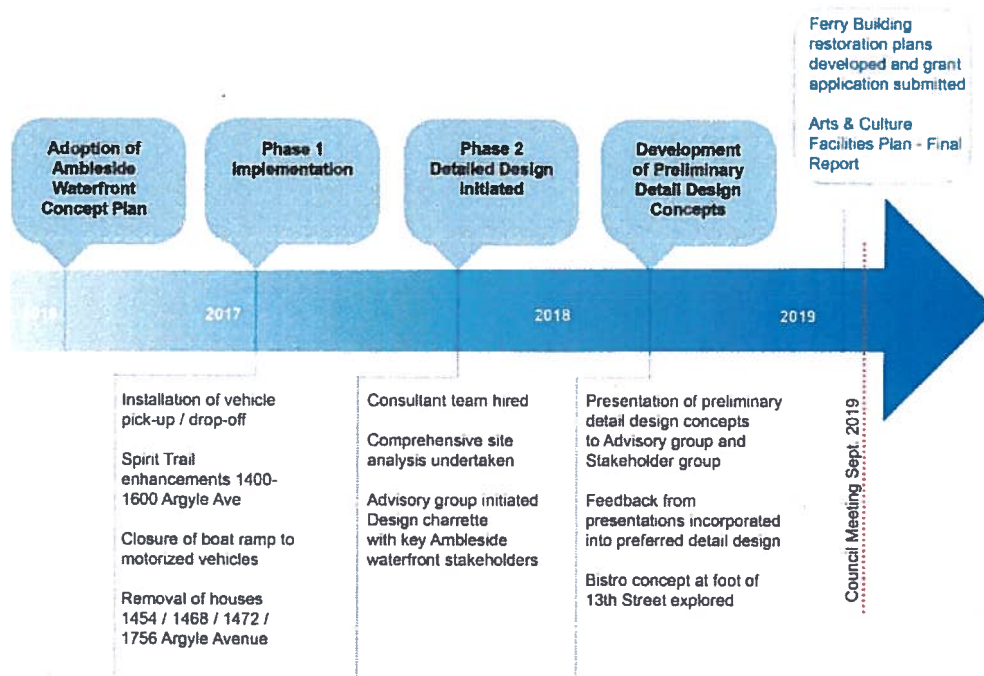 Ferry Building
restoration plans
developed and grant
application submitted
Arts & Culture
Facilities Plan - Final
Report
Adoption of
Ambleside
Waterfront
Concept Plan
Phase 1
Implementation
Phase 2
Detailed Design
Initiated
Development
of Preliminary
Detail Design
Concepts
2017
2018
2019
Installation of vehicle
pick-up / drop-off
Spirit Trail
enhancements 1400-
1600 Argyle Ave
Closure of boat ramp to
motorized vehicles
Removal of houses
1454 / 1468 / 1472 /
1756 Argyle Avenue
Consultant team hired
Comprehensive site
analysis undertaken
Advisory group initiated
Design charrette
with key Ambleside
waterfront stakeholders
Presentation of preliminary
detail design concepts
to Advisory group and
Stakeholder group
Feedback from
presentations incorporated
into preferred detail design
Bistro concept at foot of
13th Street explored
Council Meeting Sept. 2019